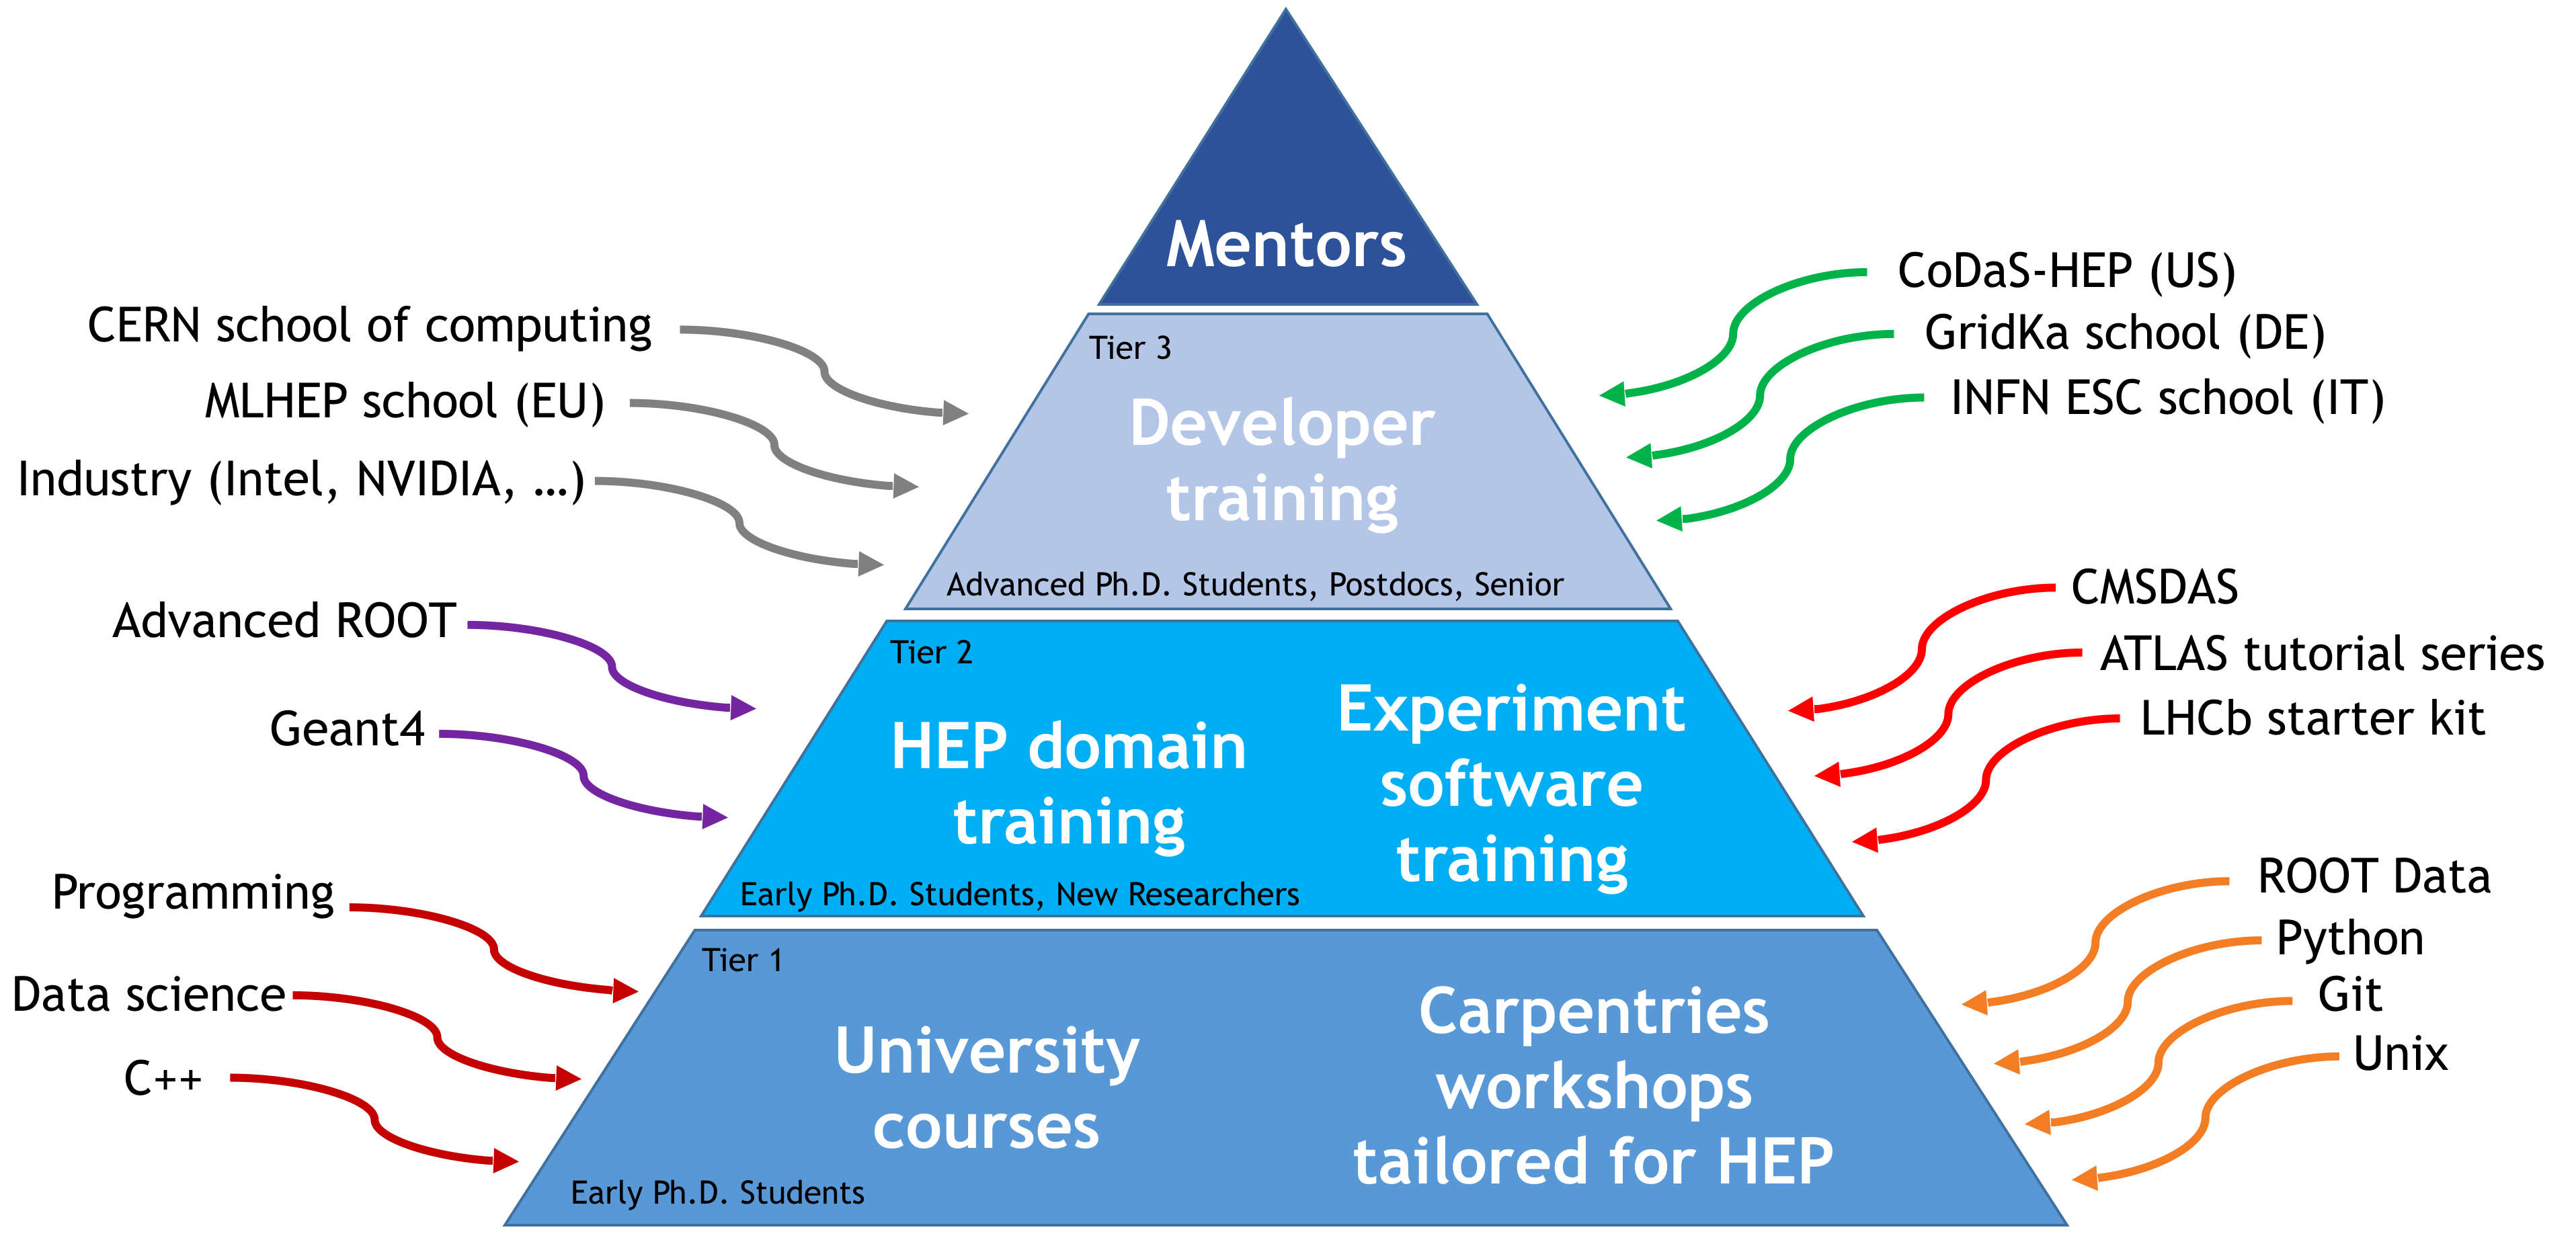 Mentors
CERN school of computing
MLHEP school (EU)
Industry (Intel, NVIDIA, ...)
CoDaS-HEP (US)
GridKa school (DE)
INFN ESC school (IT)
Tier 3
Developer
training
Advanced Ph.D. Students, Postdocs, Senior
Advanced ROOT
Geant4
CMSDAS
ATLAS tutorial series
LHCb starter kit
Tier 2
HEP domain
training
Experiment
software
training
Early Ph.D. Students, New Researchers
Programming
Data science
C++
ROOT Data
Python
Git
Unix
Tier 1
University
courses
Carpentries
workshops
tailored for HEP
Early Ph.D. Students